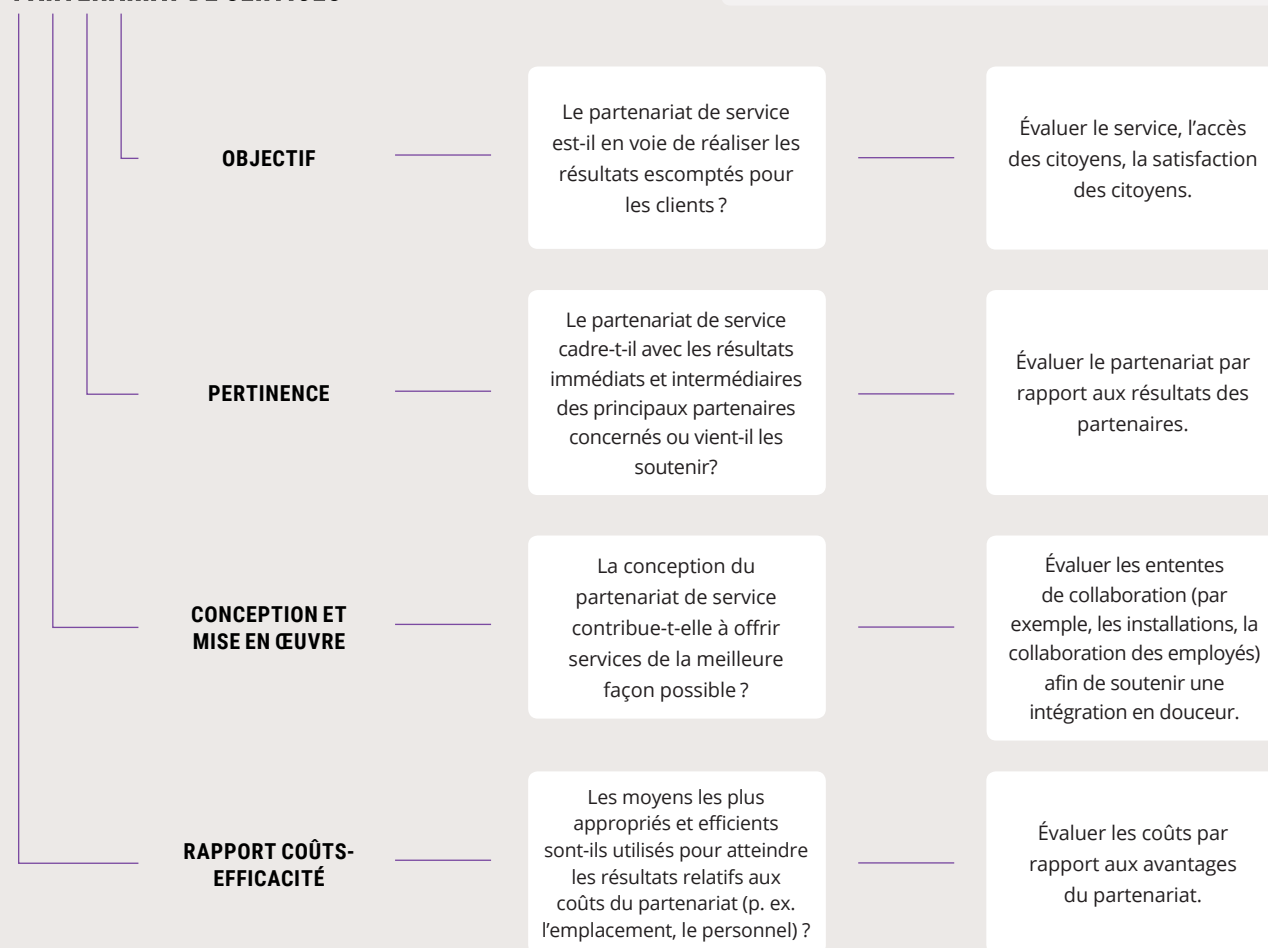 OBJECTIF
Le partenariat de service
est-il en voie de réaliser les
résultats escomptés pour
les clients ?
Évaluer le service, l’accès
des citoyens, la satisfaction
des citoyens.
PERTINENCE
Le partenariat de service
cadre-t-il avec les résultats
immédiats et intermédiaires
des principaux partenaires
concernés ou vient-il les
soutenir?
Évaluer le partenariat par
rapport aux résultats des
partenaires.
CONCEPTION ET
MISE EN ŒUVRE
La conception du
partenariat de service
contribue-t-elle à offrir
services de la meilleure
façon possible ?
Évaluer les ententes
de collaboration (par
exemple, les installations, la
collaboration des employés)
afin de soutenir une
intégration en douceur.
RAPPORT COÛTS-
EFFICACITÉ
Les moyens les plus
appropriés et efficients
sont-ils utilisés pour atteindre
les résultats relatifs aux
coûts du partenariat (p. ex.
l’emplacement, le personnel) ?
Évaluer les coûts par
rapport aux avantages
du partenariat.